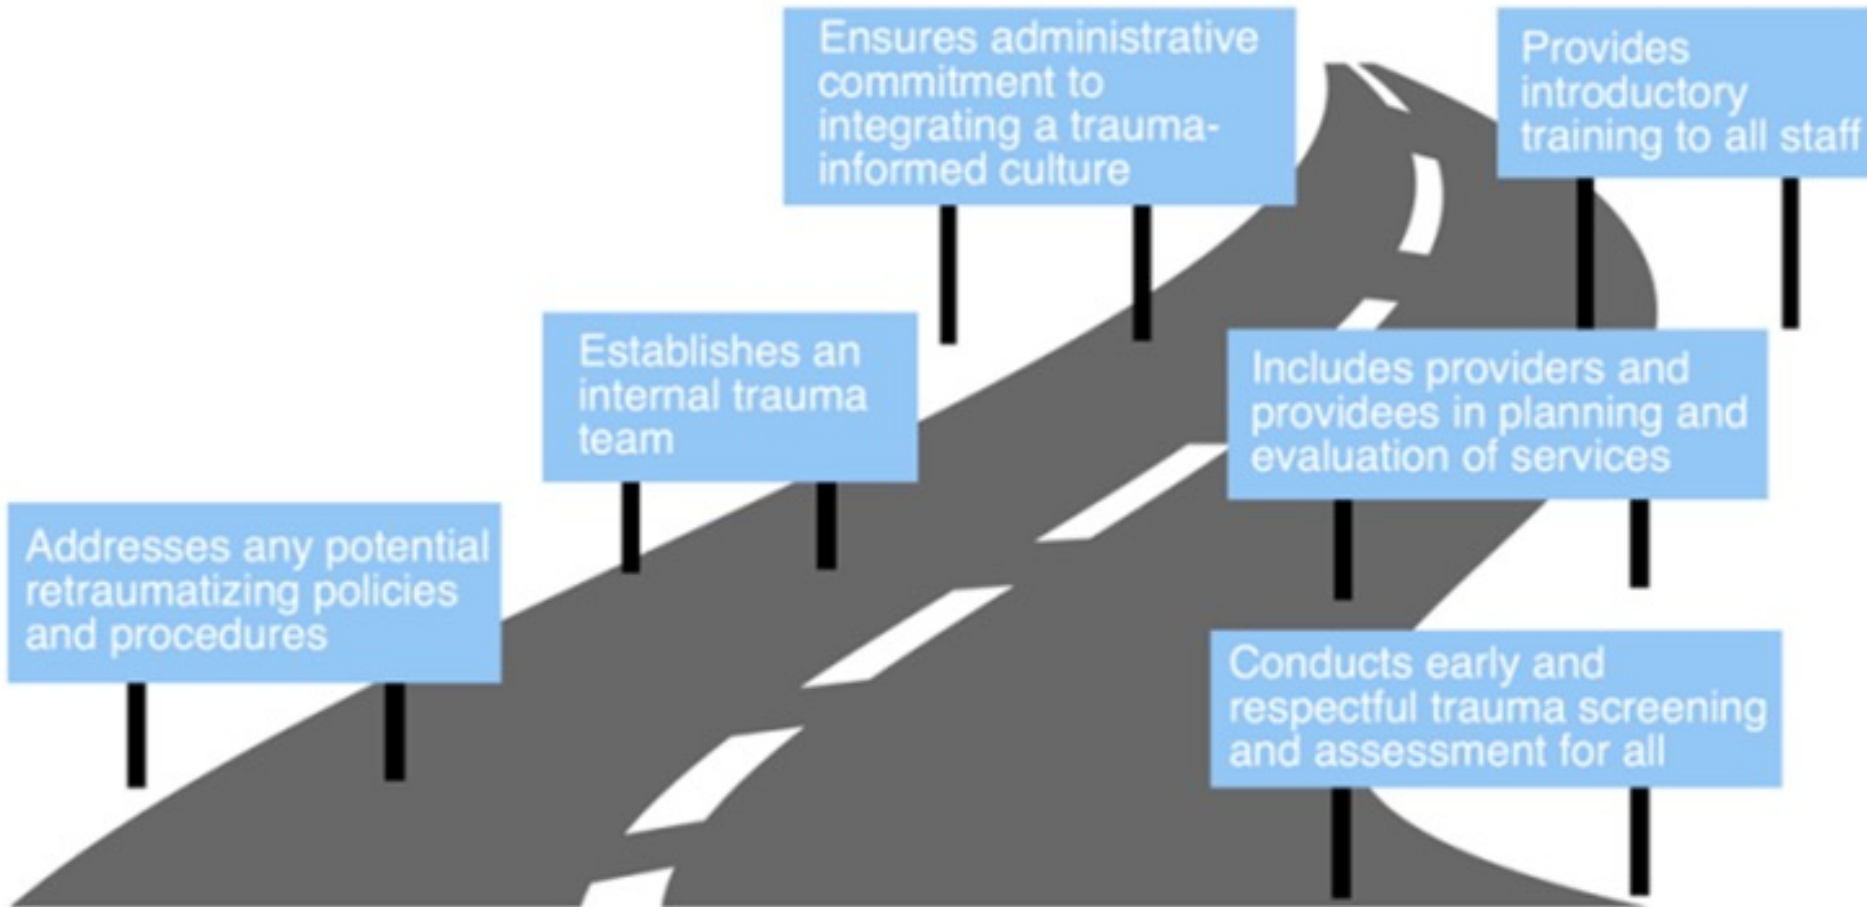 Ensures administrative
commitment to
integrating a trauma-
informed culture
Provides
introductory
training to all staff
Establishes an
internal trauma
team
Includes providers and
providees in planning and
evaluation of services
Addresses any potential
retraumatizing policies
and procedures
Conducts early and
respectful trauma screening
and assessment for all